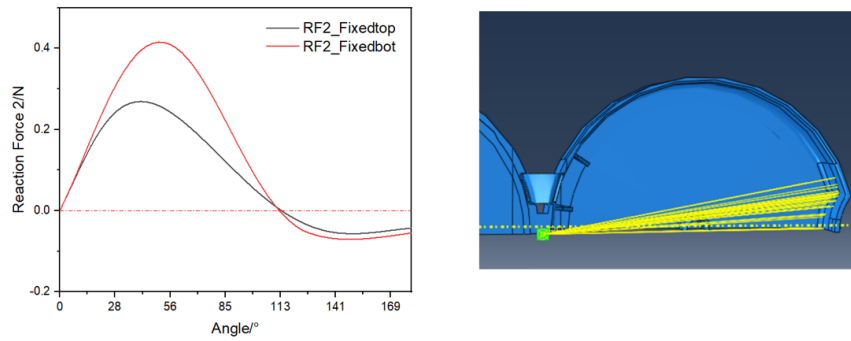 RF2_Fixedtop
RF2_Fixedbot
Reaction Force 2/N
0.4
0.2
0.0
-0.2
0 28 56 85 113 141 169
Angle/°